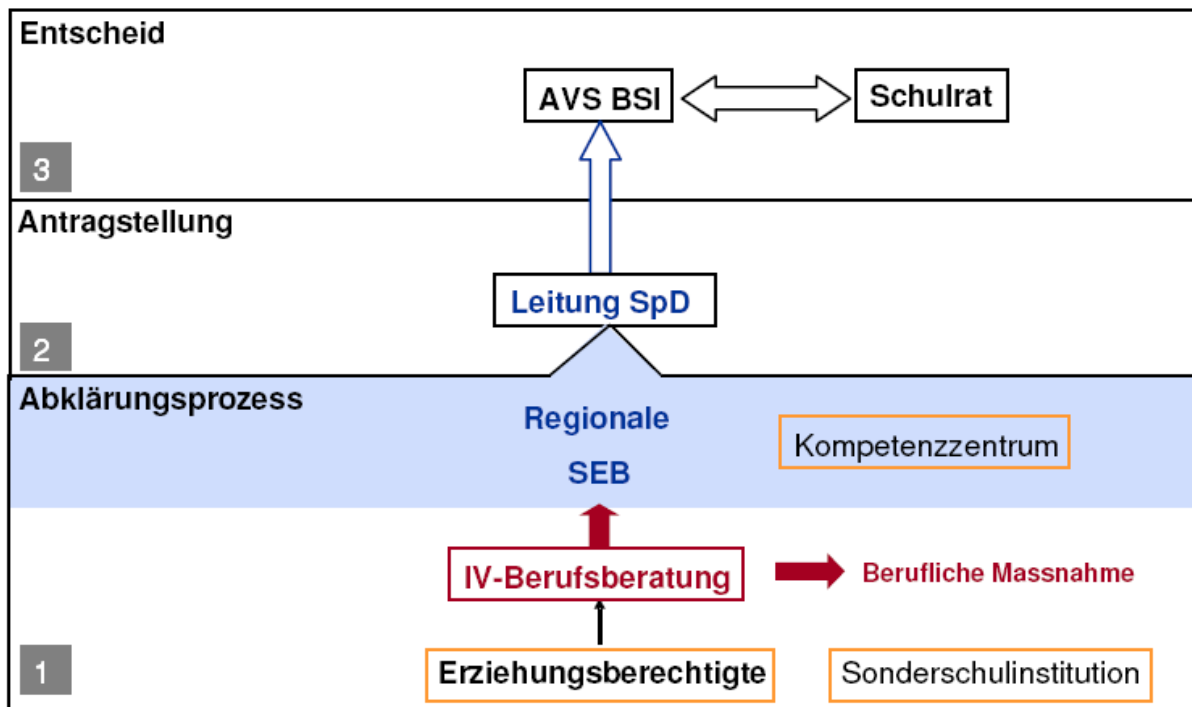 Entscheid
AVS BSI
Schulrat
3
Antragstellung
Leitung SpD
2
Abklärungsprozess
Regionale
SEB
Kompetenzzentrum
IV-Berufsberatung
Berufliche Massnahme
1
Erziehungsberechtigte
Sonderschulinstitution